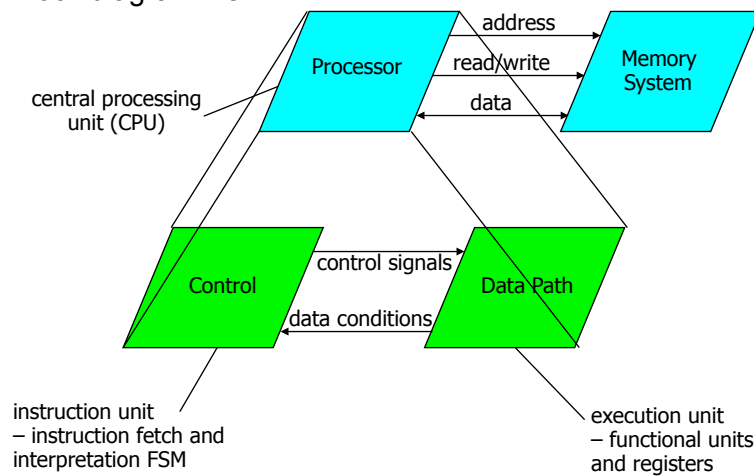 address
Processor
read/write
Memory
System
central processing
unit (CPU)
data
control signals
Control
Data Path
data conditions
instruction unit
– instruction fetch and
interpretation FSM
execution unit
– functional units
and registers